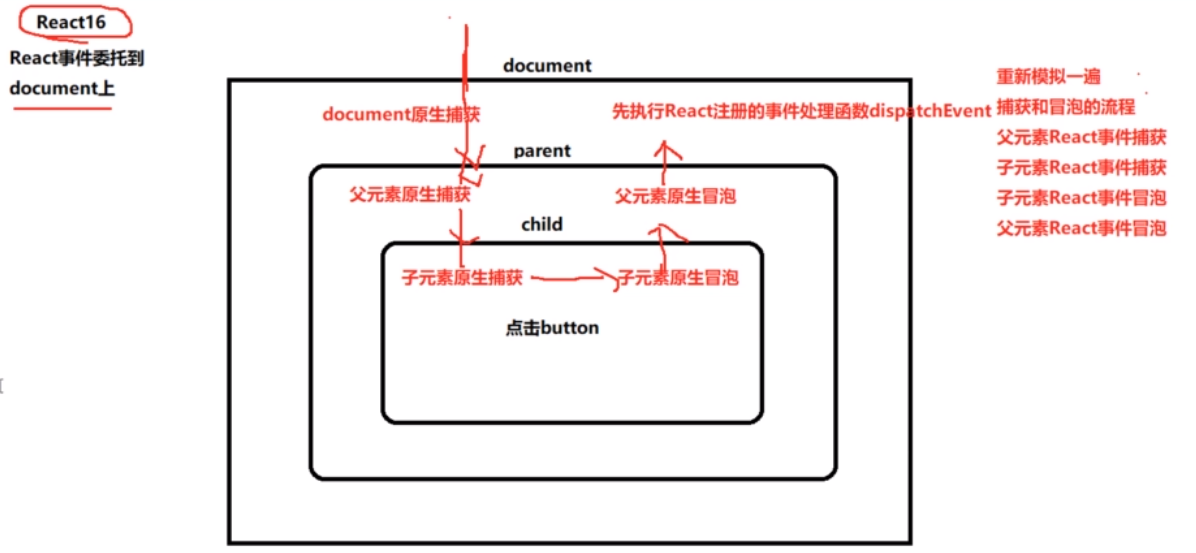 React16
React事件委托到
document上
document
document原生捕获
先执行React注册的事件处理函数dispatchEvent
parent
父元素原生捕获
父元素原生冒泡
child
子元素原生捕获
子元素原生冒泡
点击button
重新模拟一遍
捕获和冒泡的流程
父元素React事件捕获
子元素React事件捕获
子元素React事件冒泡
父元素React事件冒泡